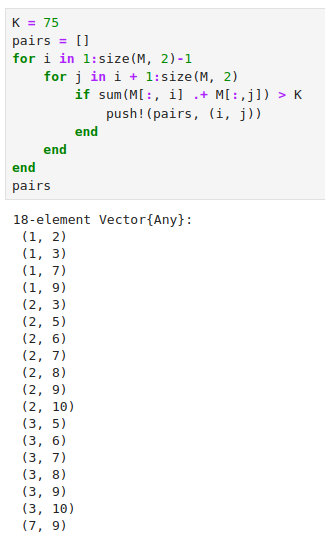 K = 75
pairs = []
for i in 1:size(M, 2)-1
    for j in i + 1:size(M, 2)
        if sum(M[:, i] .+ M[:,j]) > K
            push!(pairs, (i, j))
        end
    end
end
pairs
18-element Vector{Any}:
 (1, 2)
 (1, 3)
 (1, 7)
 (1, 9)
 (2, 3)
 (2, 5)
 (2, 6)
 (2, 7)
 (2, 8)
 (2, 9)
 (2, 10)
 (3, 5)
 (3, 6)
 (3, 7)
 (3, 8)
 (3, 9)
 (3, 10)
 (7, 9)